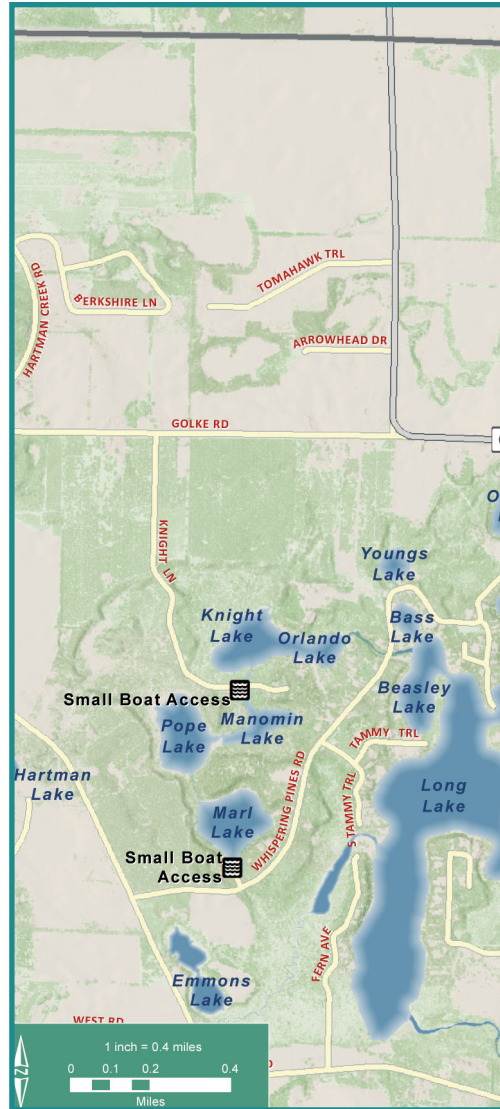 TOMAHAWK TRL
HARTMAN CREEK RD
BERKSHIRE LN
ARROWHEAD DR
GOLKE RD
KNIGHT LN
Youngs
Lake
Knight
Lake
Orlando
Lake
Bass
Lake
Small Boat Access
Beasley
Lake
Pope
Lake
Manomin
Lake
TAMMY TRL
Hartman
Lake
WHISPERING PINES RD
S TAMMY TRL
Long
Lake
Marl
Lake
Small Boat
Access
FERN AVE
Emmons
Lake
WEST RD
N
1 inch = 0.4 miles
0 0.1 0.2 0.4
Miles